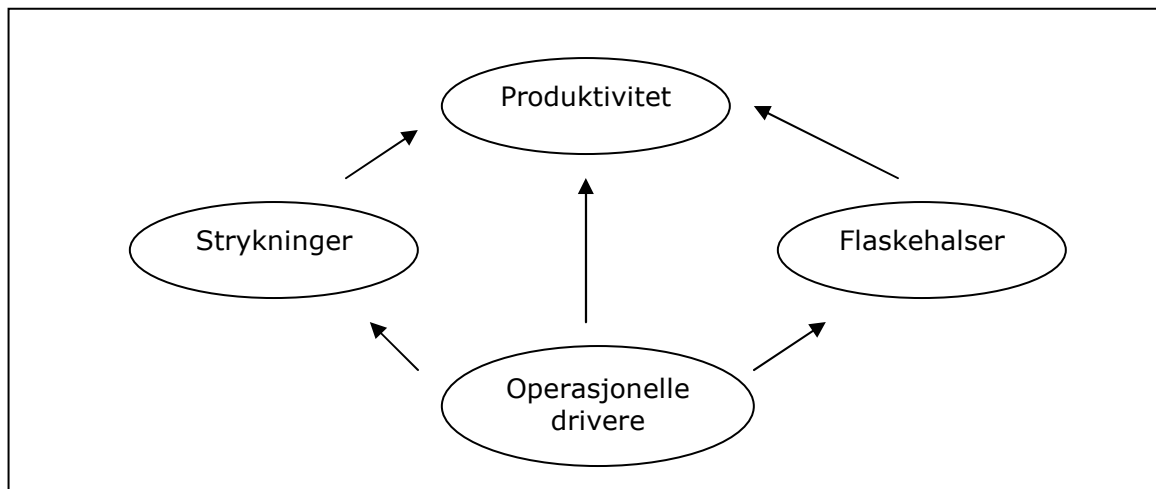 Produktivitet
Strykninger
Flaskehalser
Operasjonelle
drivere